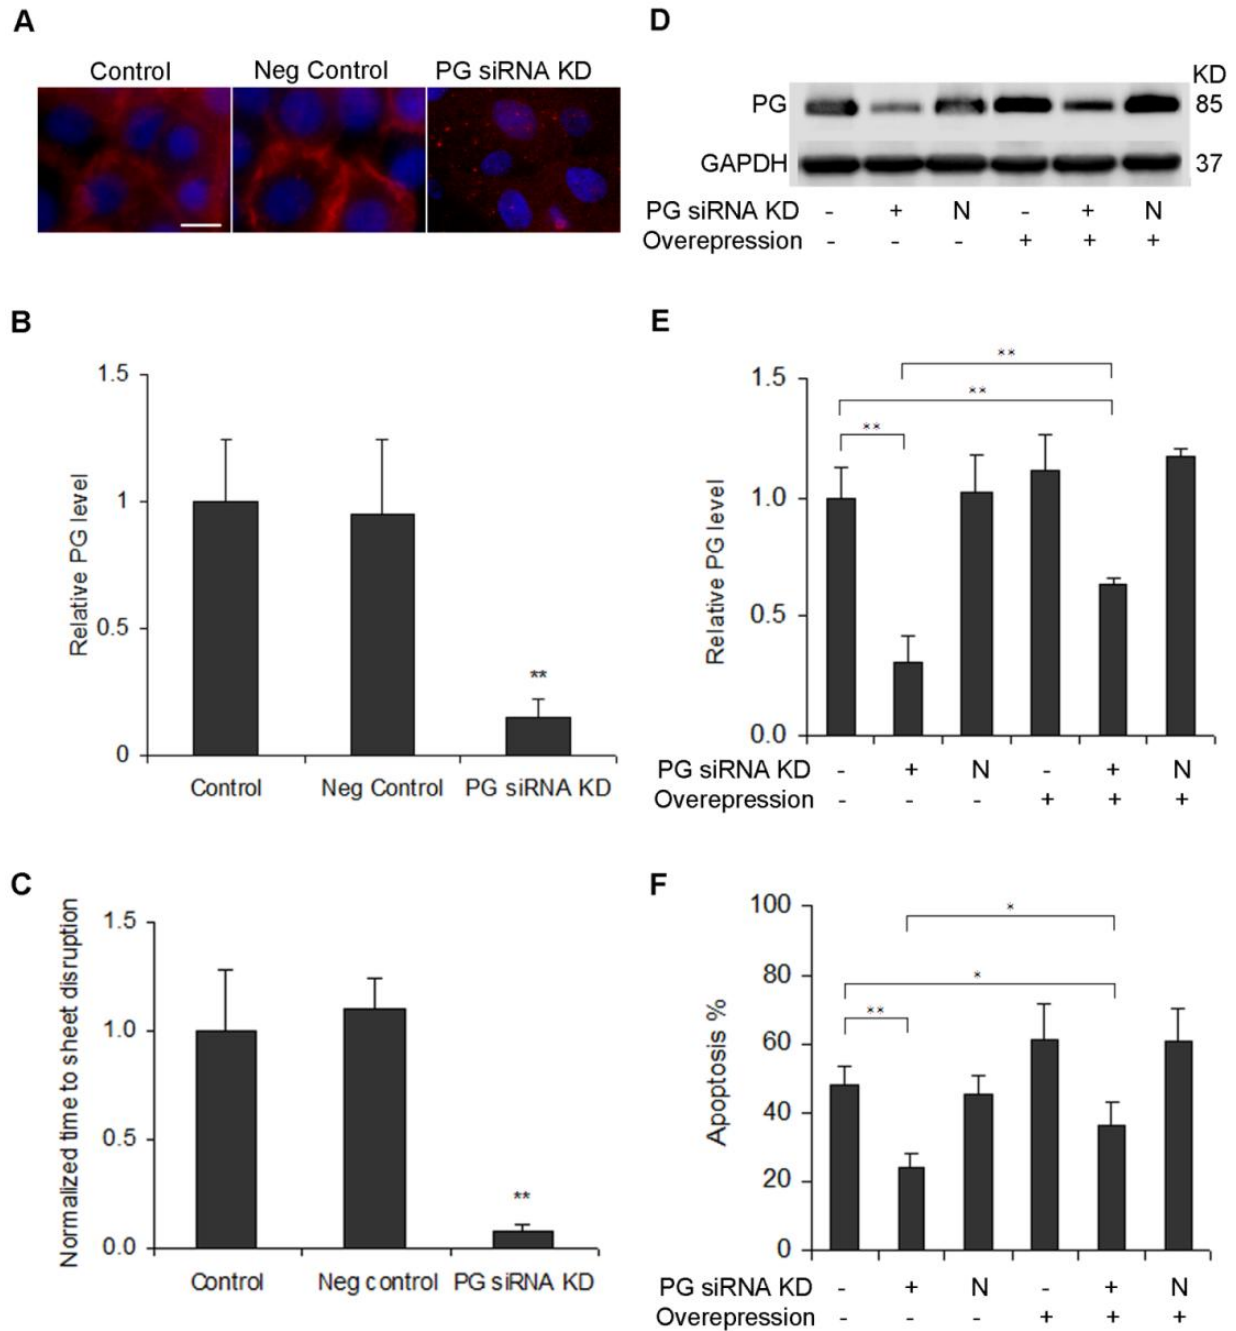 A
Control Neg Control PG siRNA KD
B
1.5
1
0.5
0
Relative PG level
**
Control Neg Control PG siRNA KD
C
1.5
1.0
0.5
0.0
Normalized time to sheet disruption
**
Control Neg control PG siRNA KD
D
KD
PG 85
GAPDH 37
PG siRNA KD - + N - + N
Overepression - - - + + +
E
**
**
**
1.5
1.0
0.5
0.0
Relative PG level
PG siRNA KD - + N - + N
Overepression - - - + + +
F
*
*
**
100
80
60
40
20
0
Apoptosis %
PG siRNA KD - + N - + N
Overepression - - - + + +